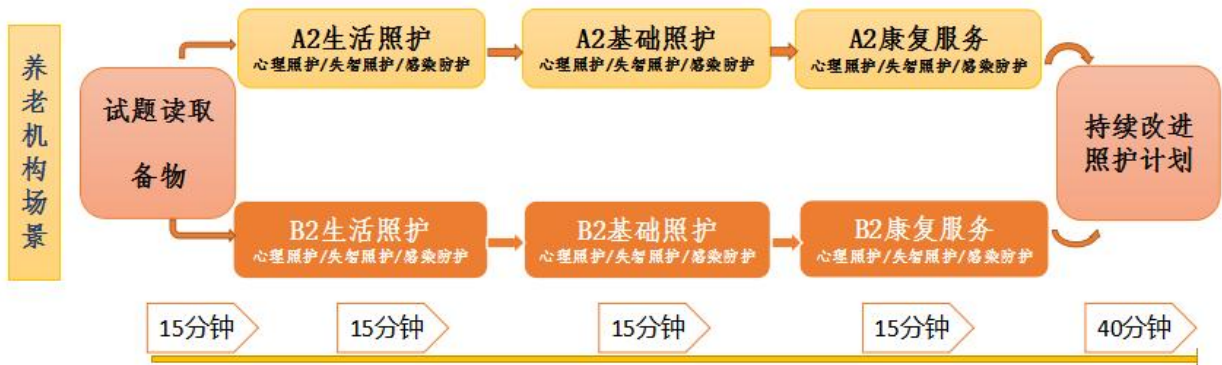 养老机构场景
试题读取
备物
A2生活照护
心理照护/失智照护/感染防护
A2基础照护
心理照护/失智照护/感染防护
A2康复服务
心理照护/失智照护/感染防护
B2生活照护
心理照护/失智照护/感染防护
B2基础照护
心理照护/失智照护/感染防护
B2康复服务
心理照护/失智照护/感染防护
持续改进
照护计划
15分钟
15分钟
15分钟
15分钟
40分钟